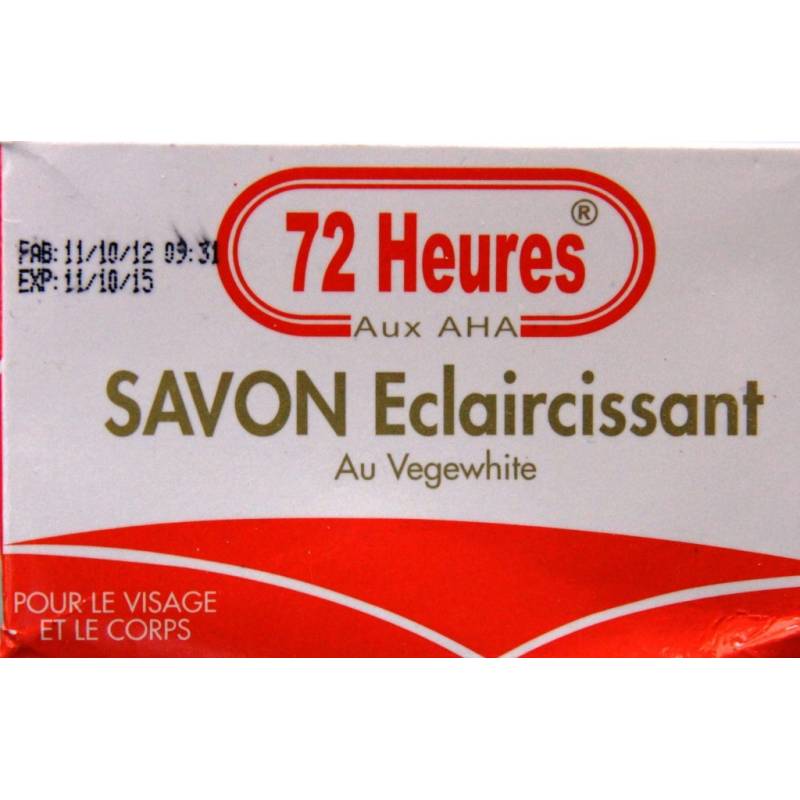 FAB: 11/10/12 09:31
EXP: 11/10/15
72 Heures®
Aux AHA
SAVON Eclaircissant
Au Vegewhite
POUR LE VISAGE
ET LE CORPS